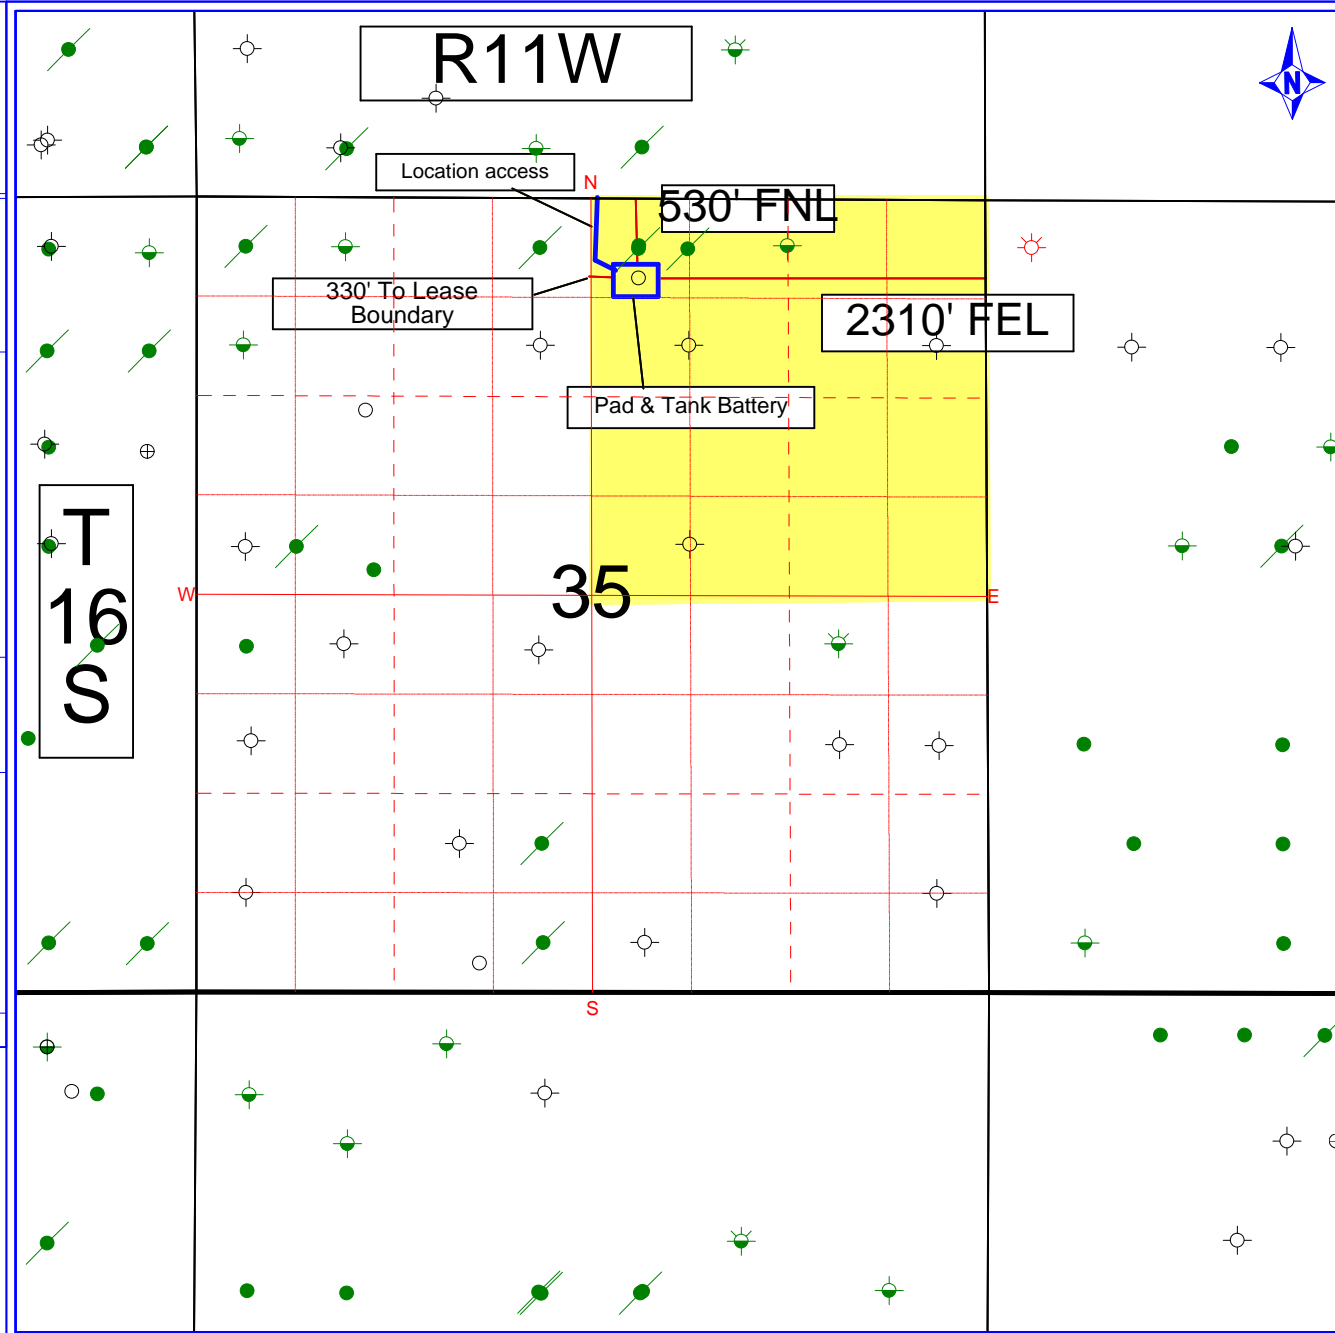 R11W
N
Location access
N
530' FNL
330' To Lease
Boundary
2310' FEL
Pad & Tank Battery
T
16
S
35
W
E
S